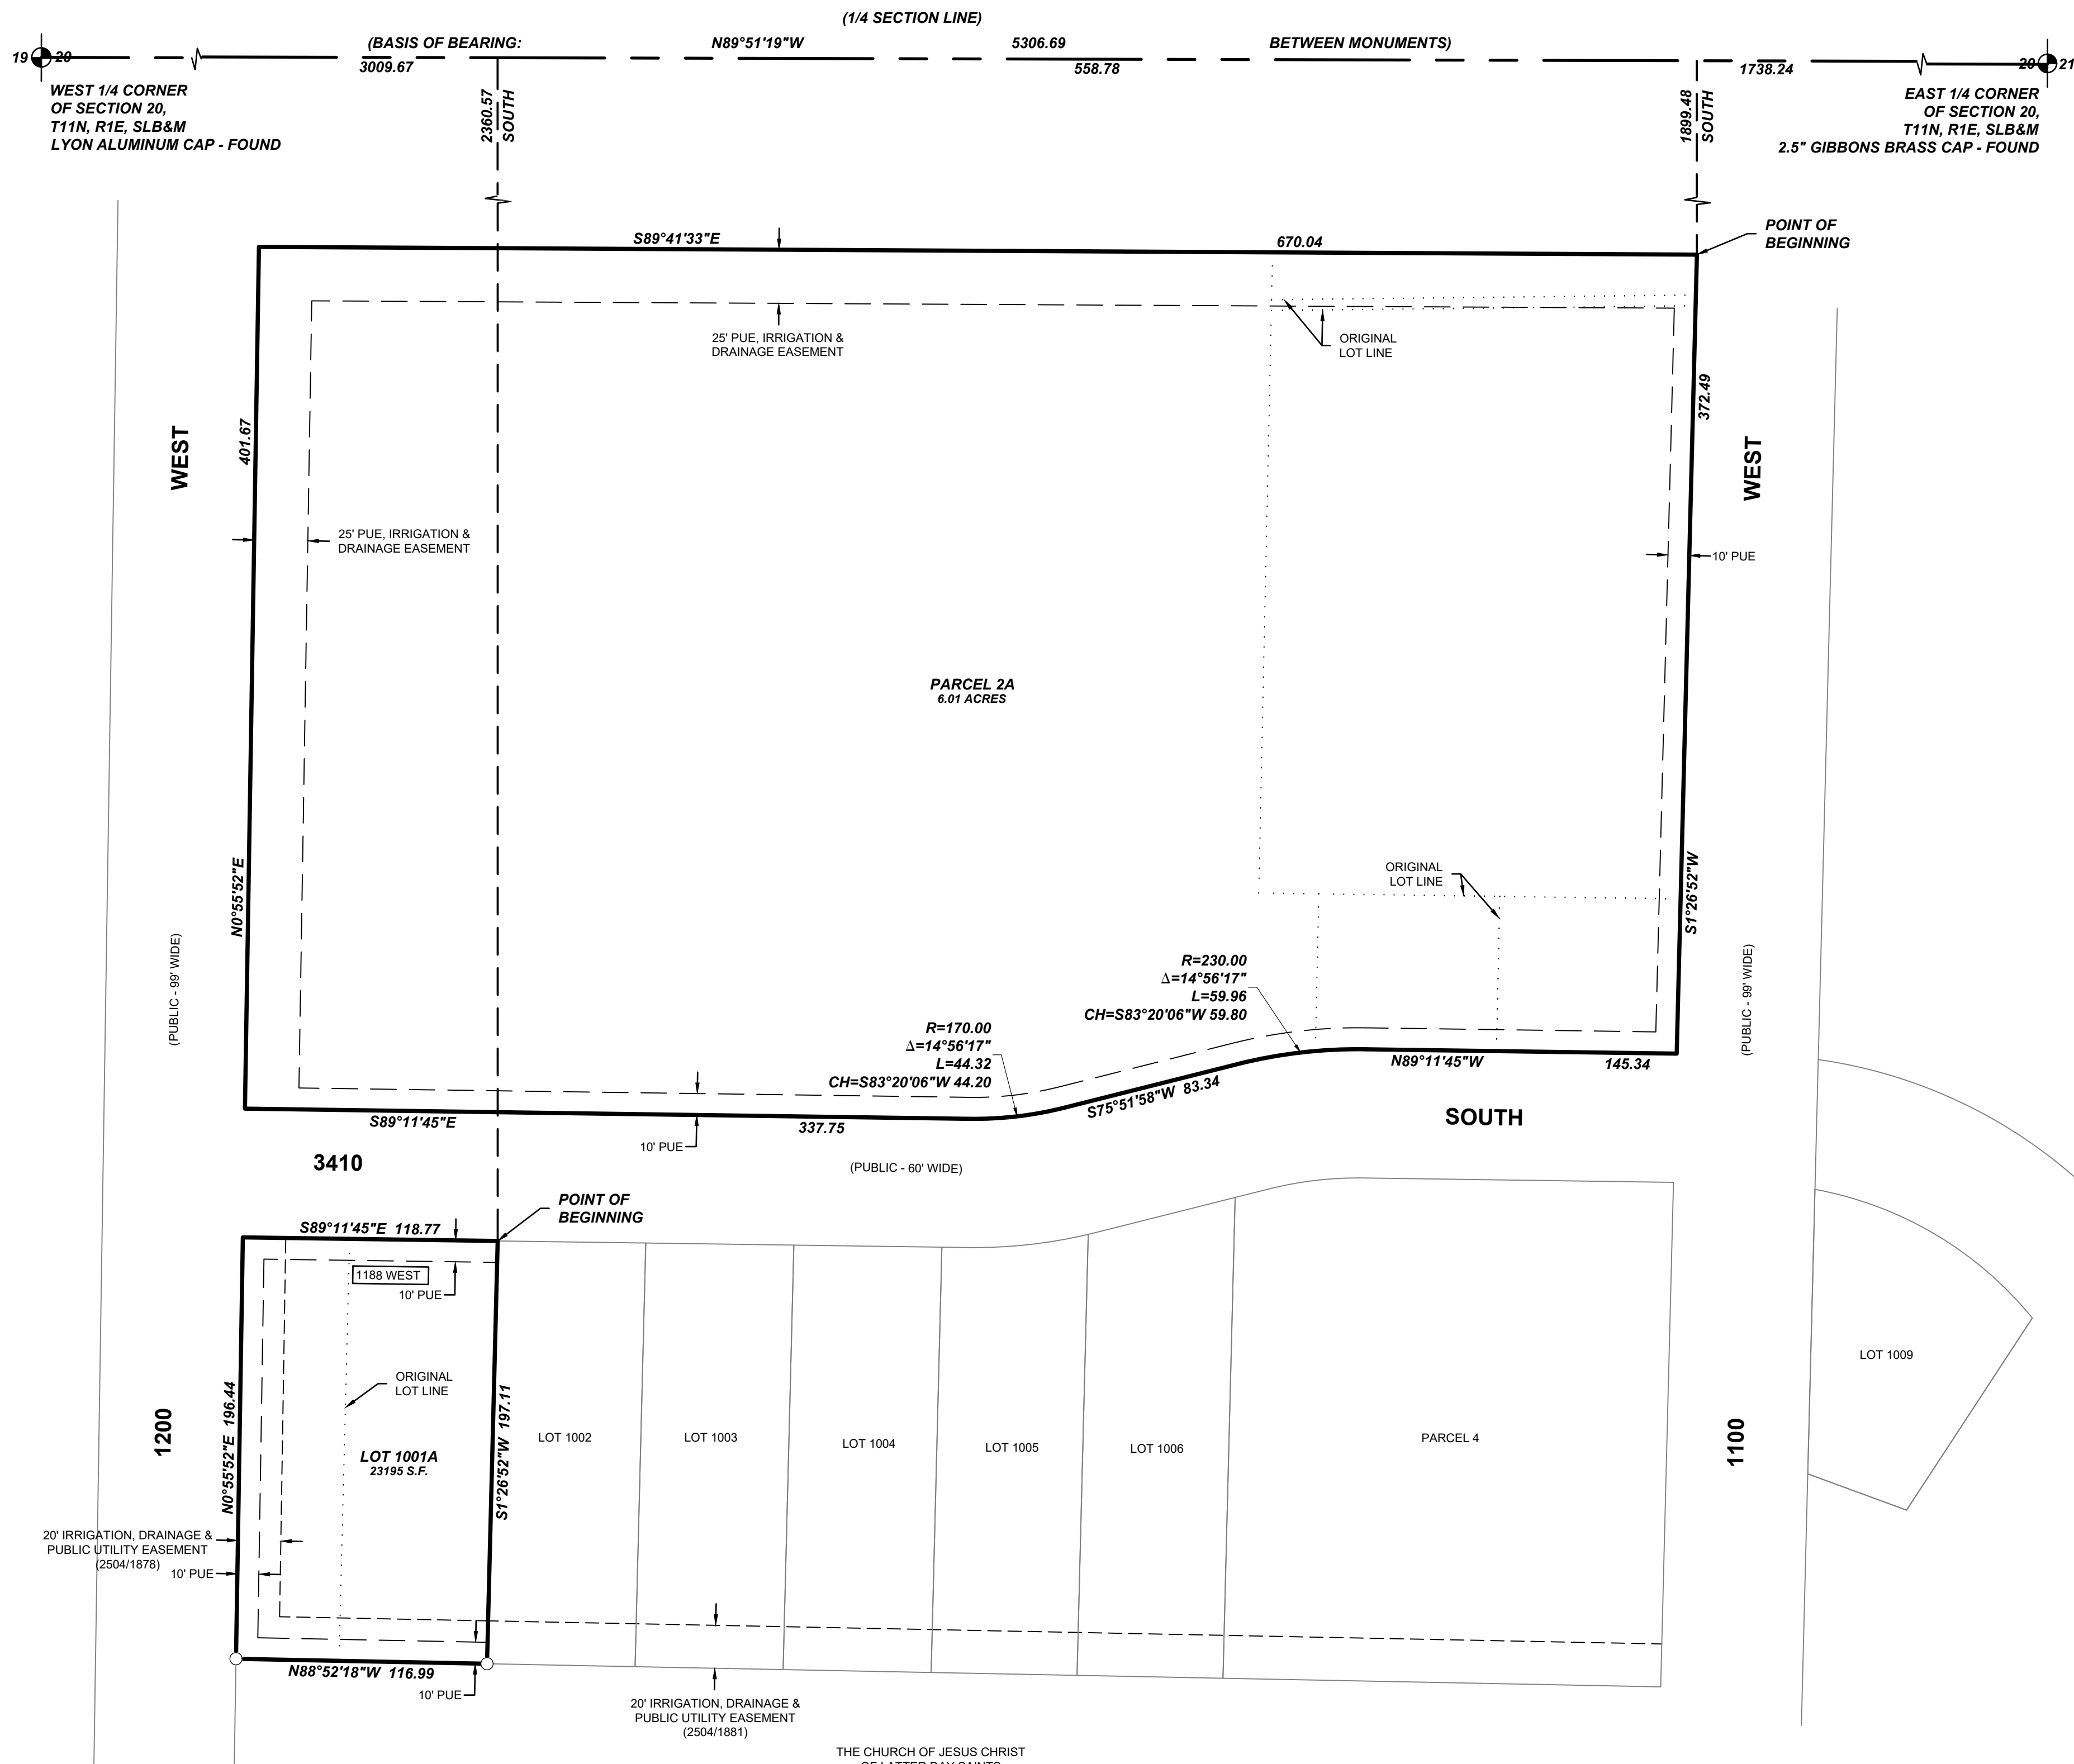 (1/4 SECTION LINE)
(BASIS OF BEARING: N89°51'19"W 5306.69 BETWEEN MONUMENTS)
19 20
3009.67
558.78
1738.24
20 21
WEST 1/4 CORNER
OF SECTION 20,
T11N, R1E, SLB&M
LYON ALUMINUM CAP - FOUND
2360.57
SOUTH
1899.48
SOUTH
EAST 1/4 CORNER
OF SECTION 20,
T11N, R1E, SLB&M
2.5" GIBBONS BRASS CAP - FOUND
POINT OF
BEGINNING
S89°41'33"E
670.04
25' PUE, IRRIGATION &
DRAINAGE EASEMENT
ORIGINAL
LOT LINE
401.67
WEST
372.49
WEST
25' PUE, IRRIGATION &
DRAINAGE EASEMENT
10' PUE
PARCEL 2A
6.01 ACRES
N0°55'52"E
(PUBLIC - 99' WIDE)
ORIGINAL
LOT LINE
S1°26'52"W
(PUBLIC - 99' WIDE)
R=230.00
Δ=14°56'17"
L=59.96
CH=S83°20'06"W 59.80
R=170.00
Δ=14°56'17"
L=44.32
CH=S83°20'06"W 44.20
N89°11'45"W
145.34
S75°51'58"W 83.34
S89°11'45"E
337.75
10' PUE
SOUTH
3410
(PUBLIC - 60' WIDE)
POINT OF
BEGINNING
S89°11'45"E 118.77
1188 WEST
10' PUE
ORIGINAL
LOT LINE
1200
N0°55'52"E 196.44
S1°26'52"W 197.11
LOT 1001A
23195 S.F.
LOT 1002
LOT 1003
LOT 1004
LOT 1005
LOT 1006
PARCEL 4
1100
LOT 1009
20' IRRIGATION, DRAINAGE &
PUBLIC UTILITY EASEMENT
(2504/1878)
10' PUE
N88°52'18"W 116.99
10' PUE
20' IRRIGATION, DRAINAGE &
PUBLIC UTILITY EASEMENT
(2504/1881)
THE CHURCH OF JESUS CHRIST
OF LATTER DAY SAINTS